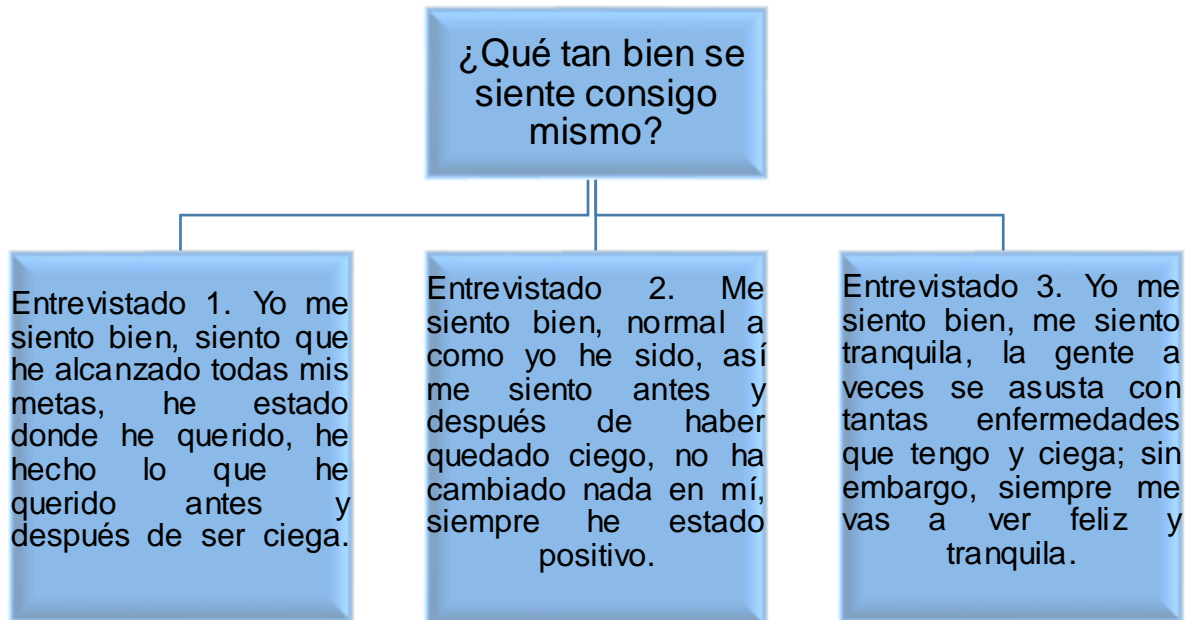 ¿Qué tan bien se
siente consigo
mismo?
Entrevistado 1. Yo me
siento bien, siento que
he alcanzado todas mis
metas, he estado
donde he querido, he
hecho lo que he
querido antes y
después de ser ciega.
Entrevistado 2. Me
siento bien, normal a
como yo he sido, así
me siento antes y
después de haber
quedado ciego, no ha
cambiado nada en mí,
siempre he estado
positivo.
Entrevistado 3. Yo me
siento bien, me siento
tranquila, la gente a
veces se asusta con
tantas enfermedades
que tengo y ciega; sin
embargo, siempre me
vas a ver feliz y
tranquila.